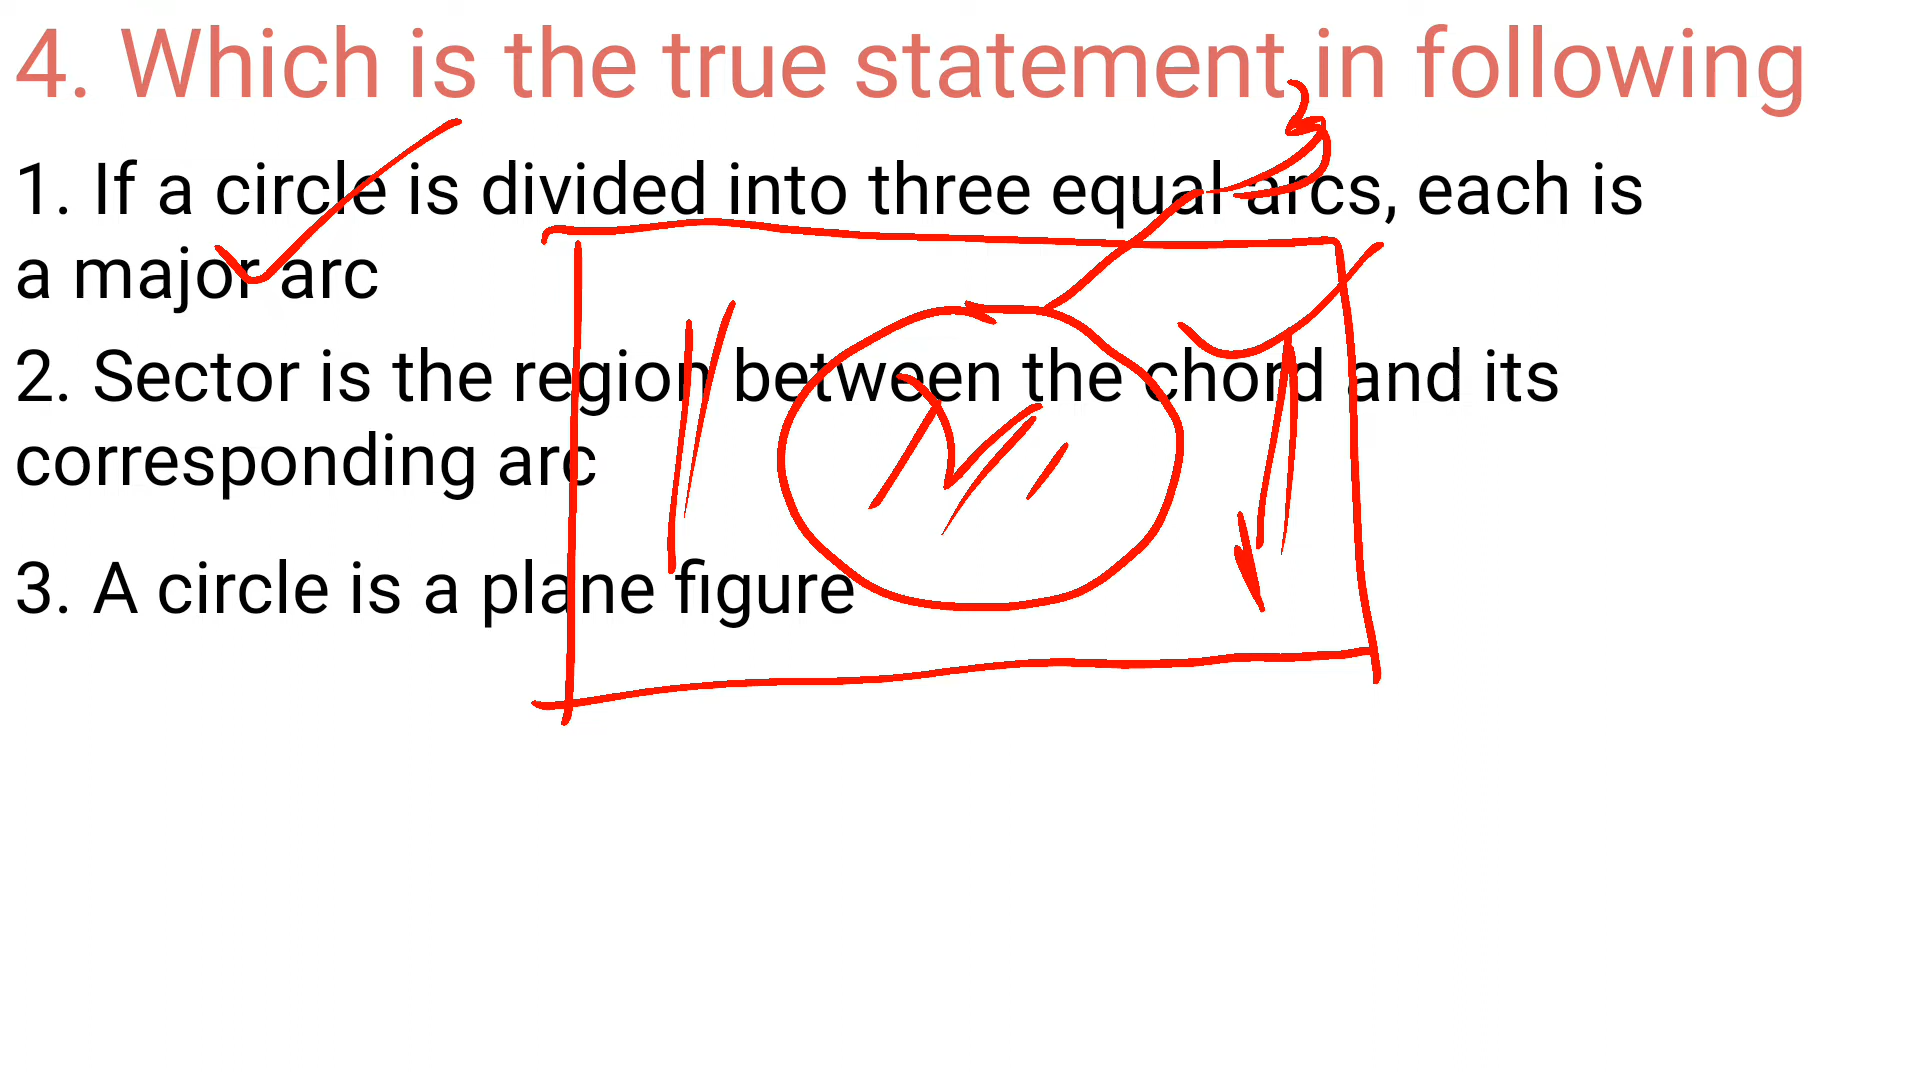 4. Which is the true statement in following
1. If a circle is divided into three equal arcs, each is
a major arc
2. Sector is the region between the chord and its
corresponding arc
3. A circle is a plane figure